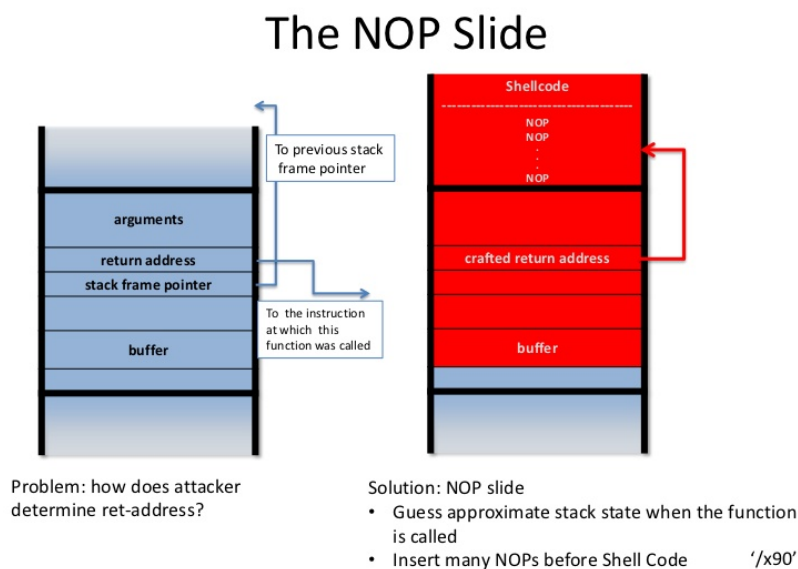 The NOP Slide
To previous stack
frame pointer
arguments
return address
stack frame pointer
To the instruction
at which this
function was called
buffer
Shellcode
NOP
NOP
.
.
.
NOP
crafted return address
buffer
Problem: how does attacker
determine ret-address?
Solution: NOP slide
• Guess approximate stack state when the function
is called
• Insert many NOPs before Shell Code '/x90'